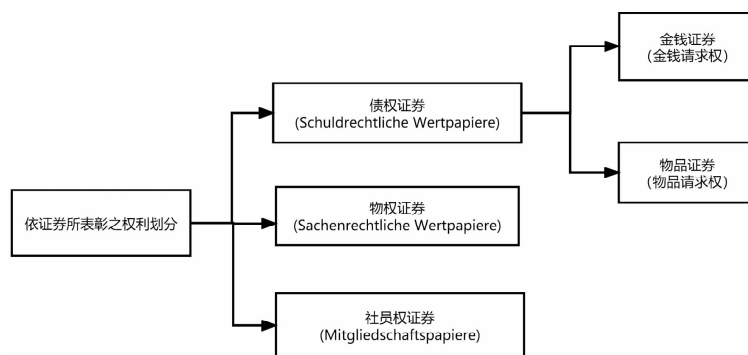 依证券所表彰之权利划分
债权证券
(Schuldrechtliche Wertpapiere)
金钱证券
(金钱请求权)
物品证券
(物品请求权)
物权证券
(Sachenrechtliche Wertpapiere)
社员权证券
(Mitgliedschaftspapiere)